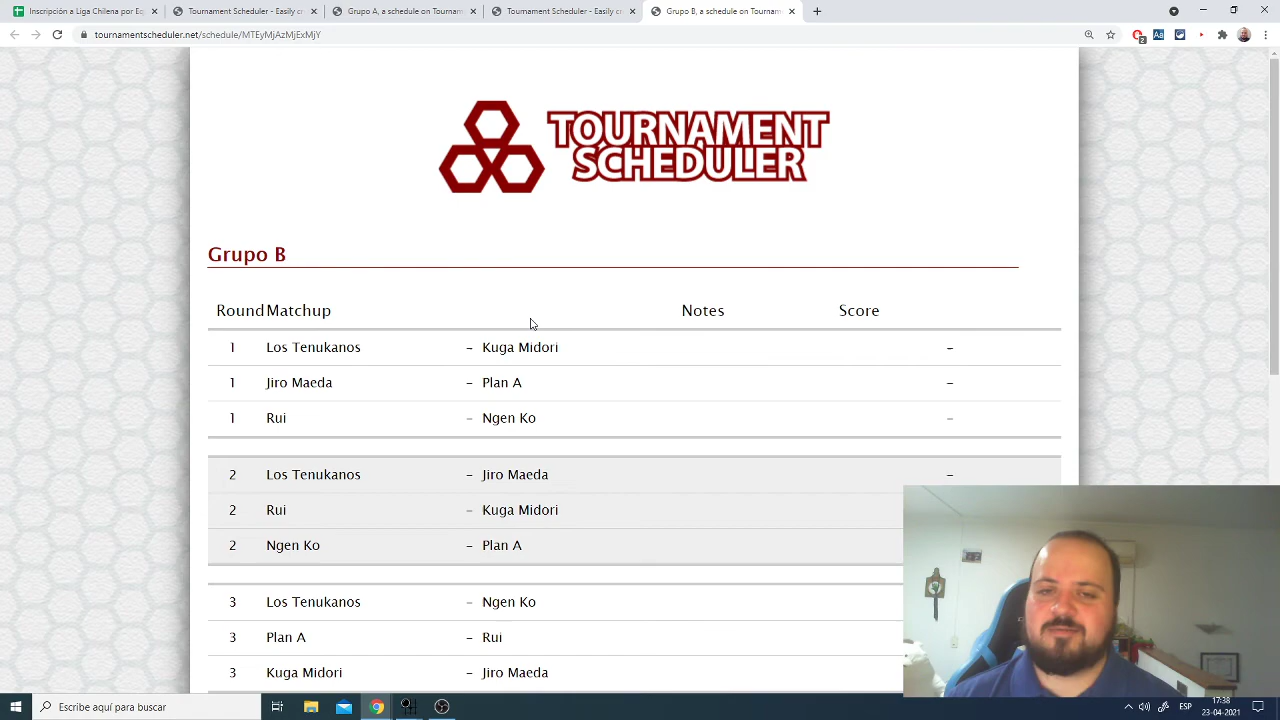 Inscripción a Liga Chilena por Eq
Tournament Scheduler - Easily cr
Grupo A, a schedule on Tournam
Tournament Scheduler - Easily cr
Grupo B, a schedule on Tournam
tournamentscheduler.net/schedule/MTEyMjAzMjExMjY
2
TOURNAMENT
SCHEDULER
Grupo B
Round Matchup Notes Score
1 Los Tenukanos – Kuga Midori –
1 Jiro Maeda – Plan A –
1 Rui – Ngen Ko –
2 Los Tenukanos – Jiro Maeda –
2 Rui – Kuga Midori
2 Ngen Ko – Plan A
3 Los Tenukanos – Ngen Ko
3 Plan A – Rui
3 Kuga Midori – Jiro Maeda
Escribe aquí para buscar
ESP
17:38
23-04-2021